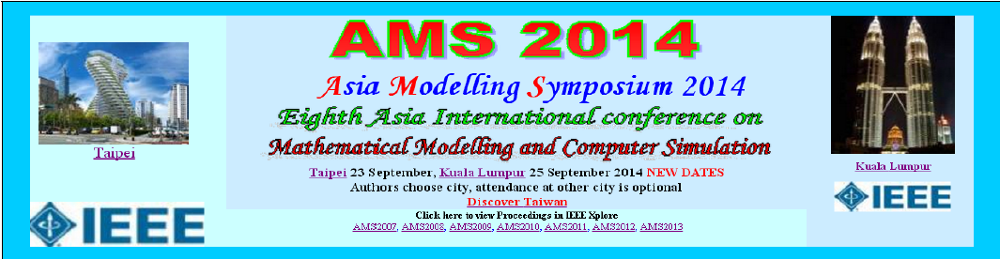 AMS 2014
Asia Modelling Symposium 2014
Eighth Asia International conference on
Mathematical Modelling and Computer Simulation
Taipei 23 September, Kuala Lumpur 25 September 2014 NEW DATES
Authors choose city, attendance at other city is optional
Discover Taiwan
Click here to view Proceedings in IEEE Xplore
AMS2007, AMS2008, AMS2009, AMS2010, AMS2011, AMS2012, AMS2013
Taipei
IEEE
Kuala Lumpur
IEEE